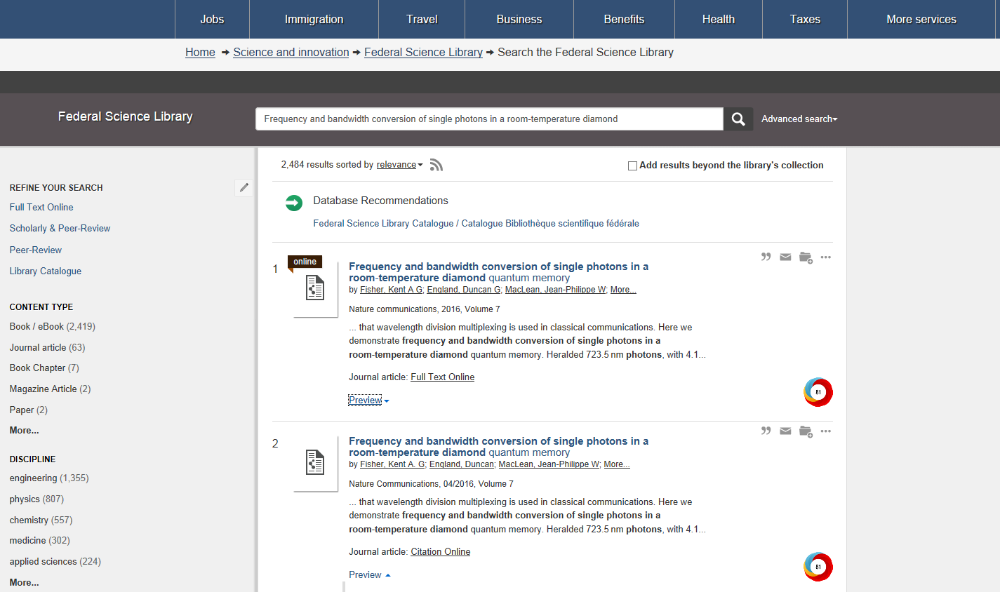 Jobs Immigration Travel Business Benefits Health Taxes More services
Home → Science and innovation → Federal Science Library → Search the Federal Science Library
Federal Science Library
Frequency and bandwidth conversion of single photons in a room-temperature diamond
Advanced search
REFINE YOUR SEARCH
Full Text Online
Scholarly & Peer-Review
Peer-Review
Library Catalogue
CONTENT TYPE
Book / eBook (2,419)
Journal article (63)
Book Chapter (7)
Magazine Article (2)
Paper (2)
More...
DISCIPLINE
engineering (1,355)
physics (807)
chemistry (557)
medicine (302)
applied sciences (224)
More...
2,484 results sorted by relevance
Add results beyond the library's collection
Database Recommendations
Federal Science Library Catalogue / Catalogue Bibliothèque scientifique fédérale
1
online
Frequency and bandwidth conversion of single photons in a
room-temperature diamond quantum memory
by Fisher, Kent A G; England, Duncan G; MacLean, Jean-Philippe W; More...
Nature communications, 2016, Volume 7
... that wavelength division multiplexing is used in classical communications. Here we
demonstrate frequency and bandwidth conversion of single photons in a
room-temperature diamond quantum memory. Heralded 723.5 nm photons, with 4.1...
Journal article: Full Text Online
81
Preview
2
Frequency and bandwidth conversion of single photons in a
room-temperature diamond quantum memory
by Fisher, Kent A. G; England, Duncan; MacLean, Jean-Philippe W; More...
Nature Communications, 04/2016, Volume 7
... that wavelength division multiplexing is used in classical communications. Here we
demonstrate frequency and bandwidth conversion of single photons in a
room-temperature diamond quantum memory. Heralded 723.5 nm photons, with 4.1...
Journal article: Citation Online
81
Preview